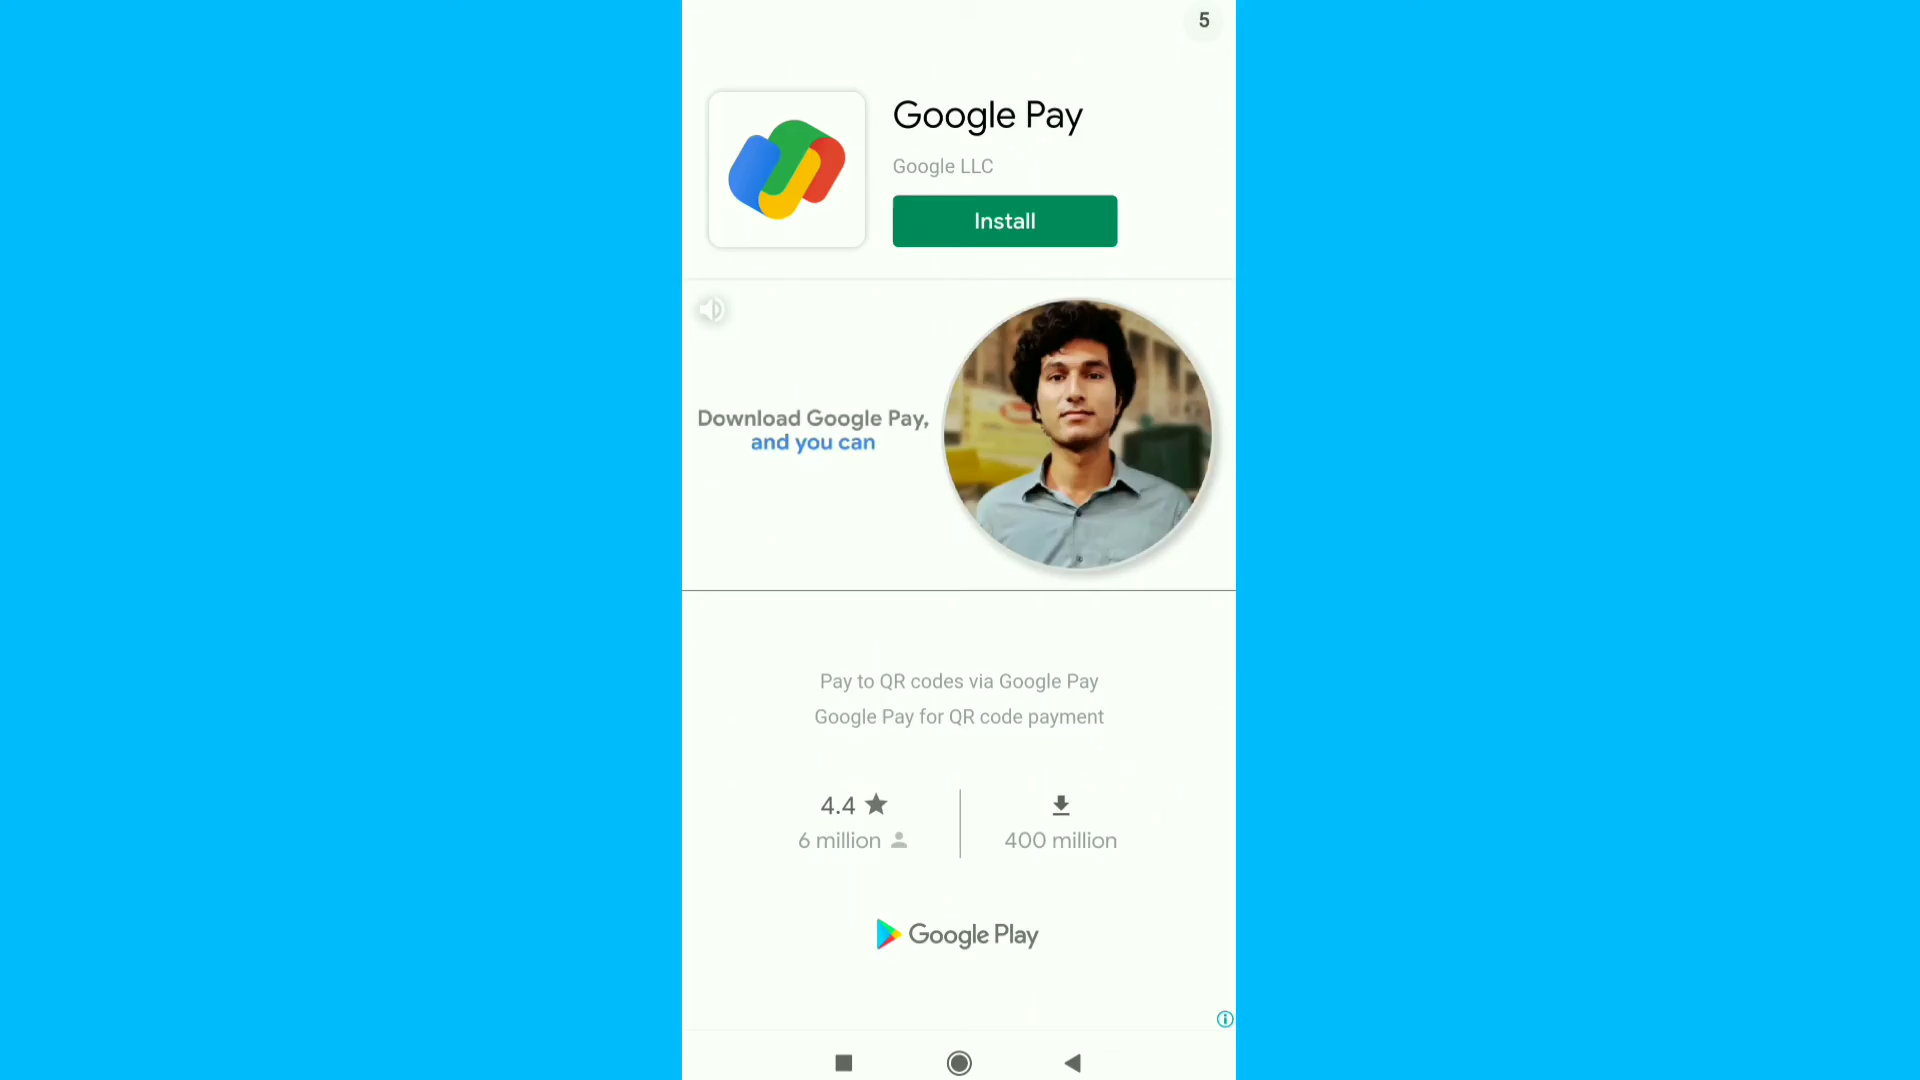 5
Google Pay
Google LLC
Install
Download Google Pay,
and you can
Pay to QR codes via Google Pay
Google Pay for QR code payment
4.4
6 million
400 million
Google Play